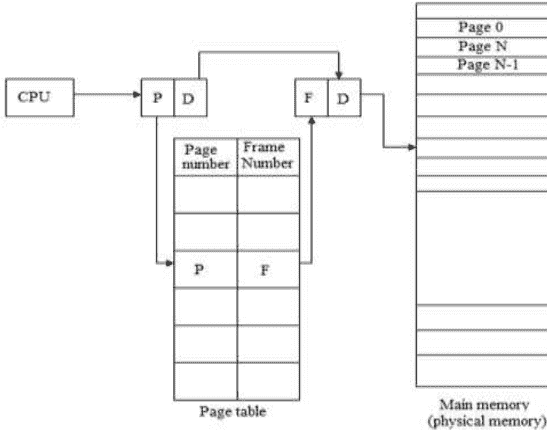 Page 0
Page N
Page N-1
CPU
P D
F D
Page number
Frame Number
P F
Page table
Main memory
(physical memory)